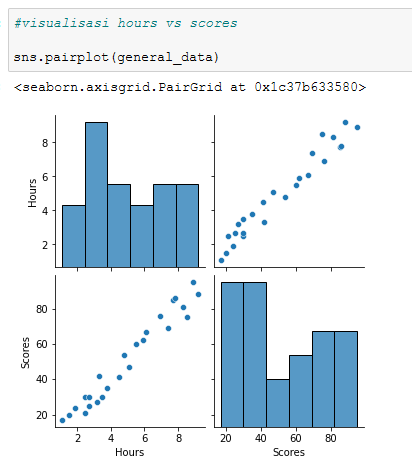 #visualisasi hours vs scores
sns.pairplot(general_data)
<seaborn.axisgrid.PairGrid at 0x1c37b633580>
8
6
4
2
Hours
80
60
40
20
Scores
2 4 6 8
Hours
20 40 60 80
Scores